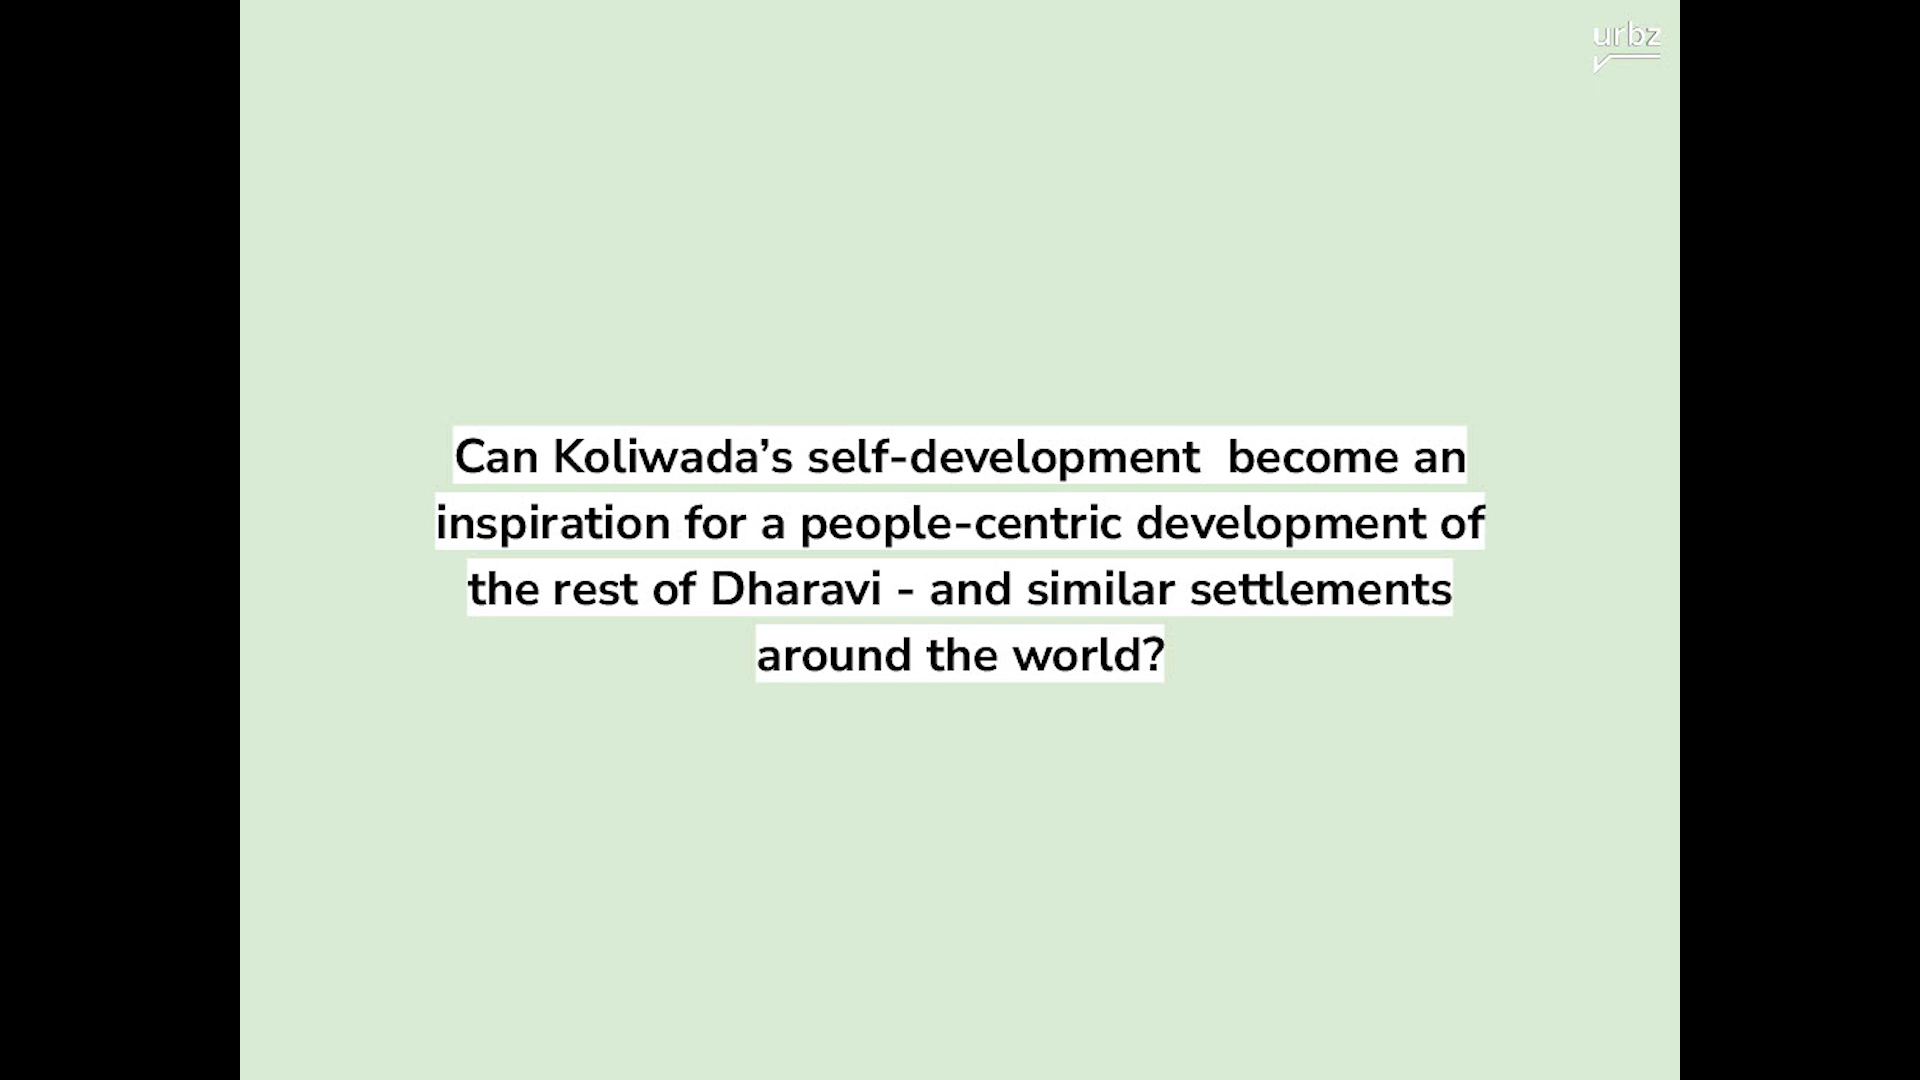 urbz
Can Koliwada’s self-development  become an
inspiration for a people-centric development of
the rest of Dharavi - and similar settlements
around the world?